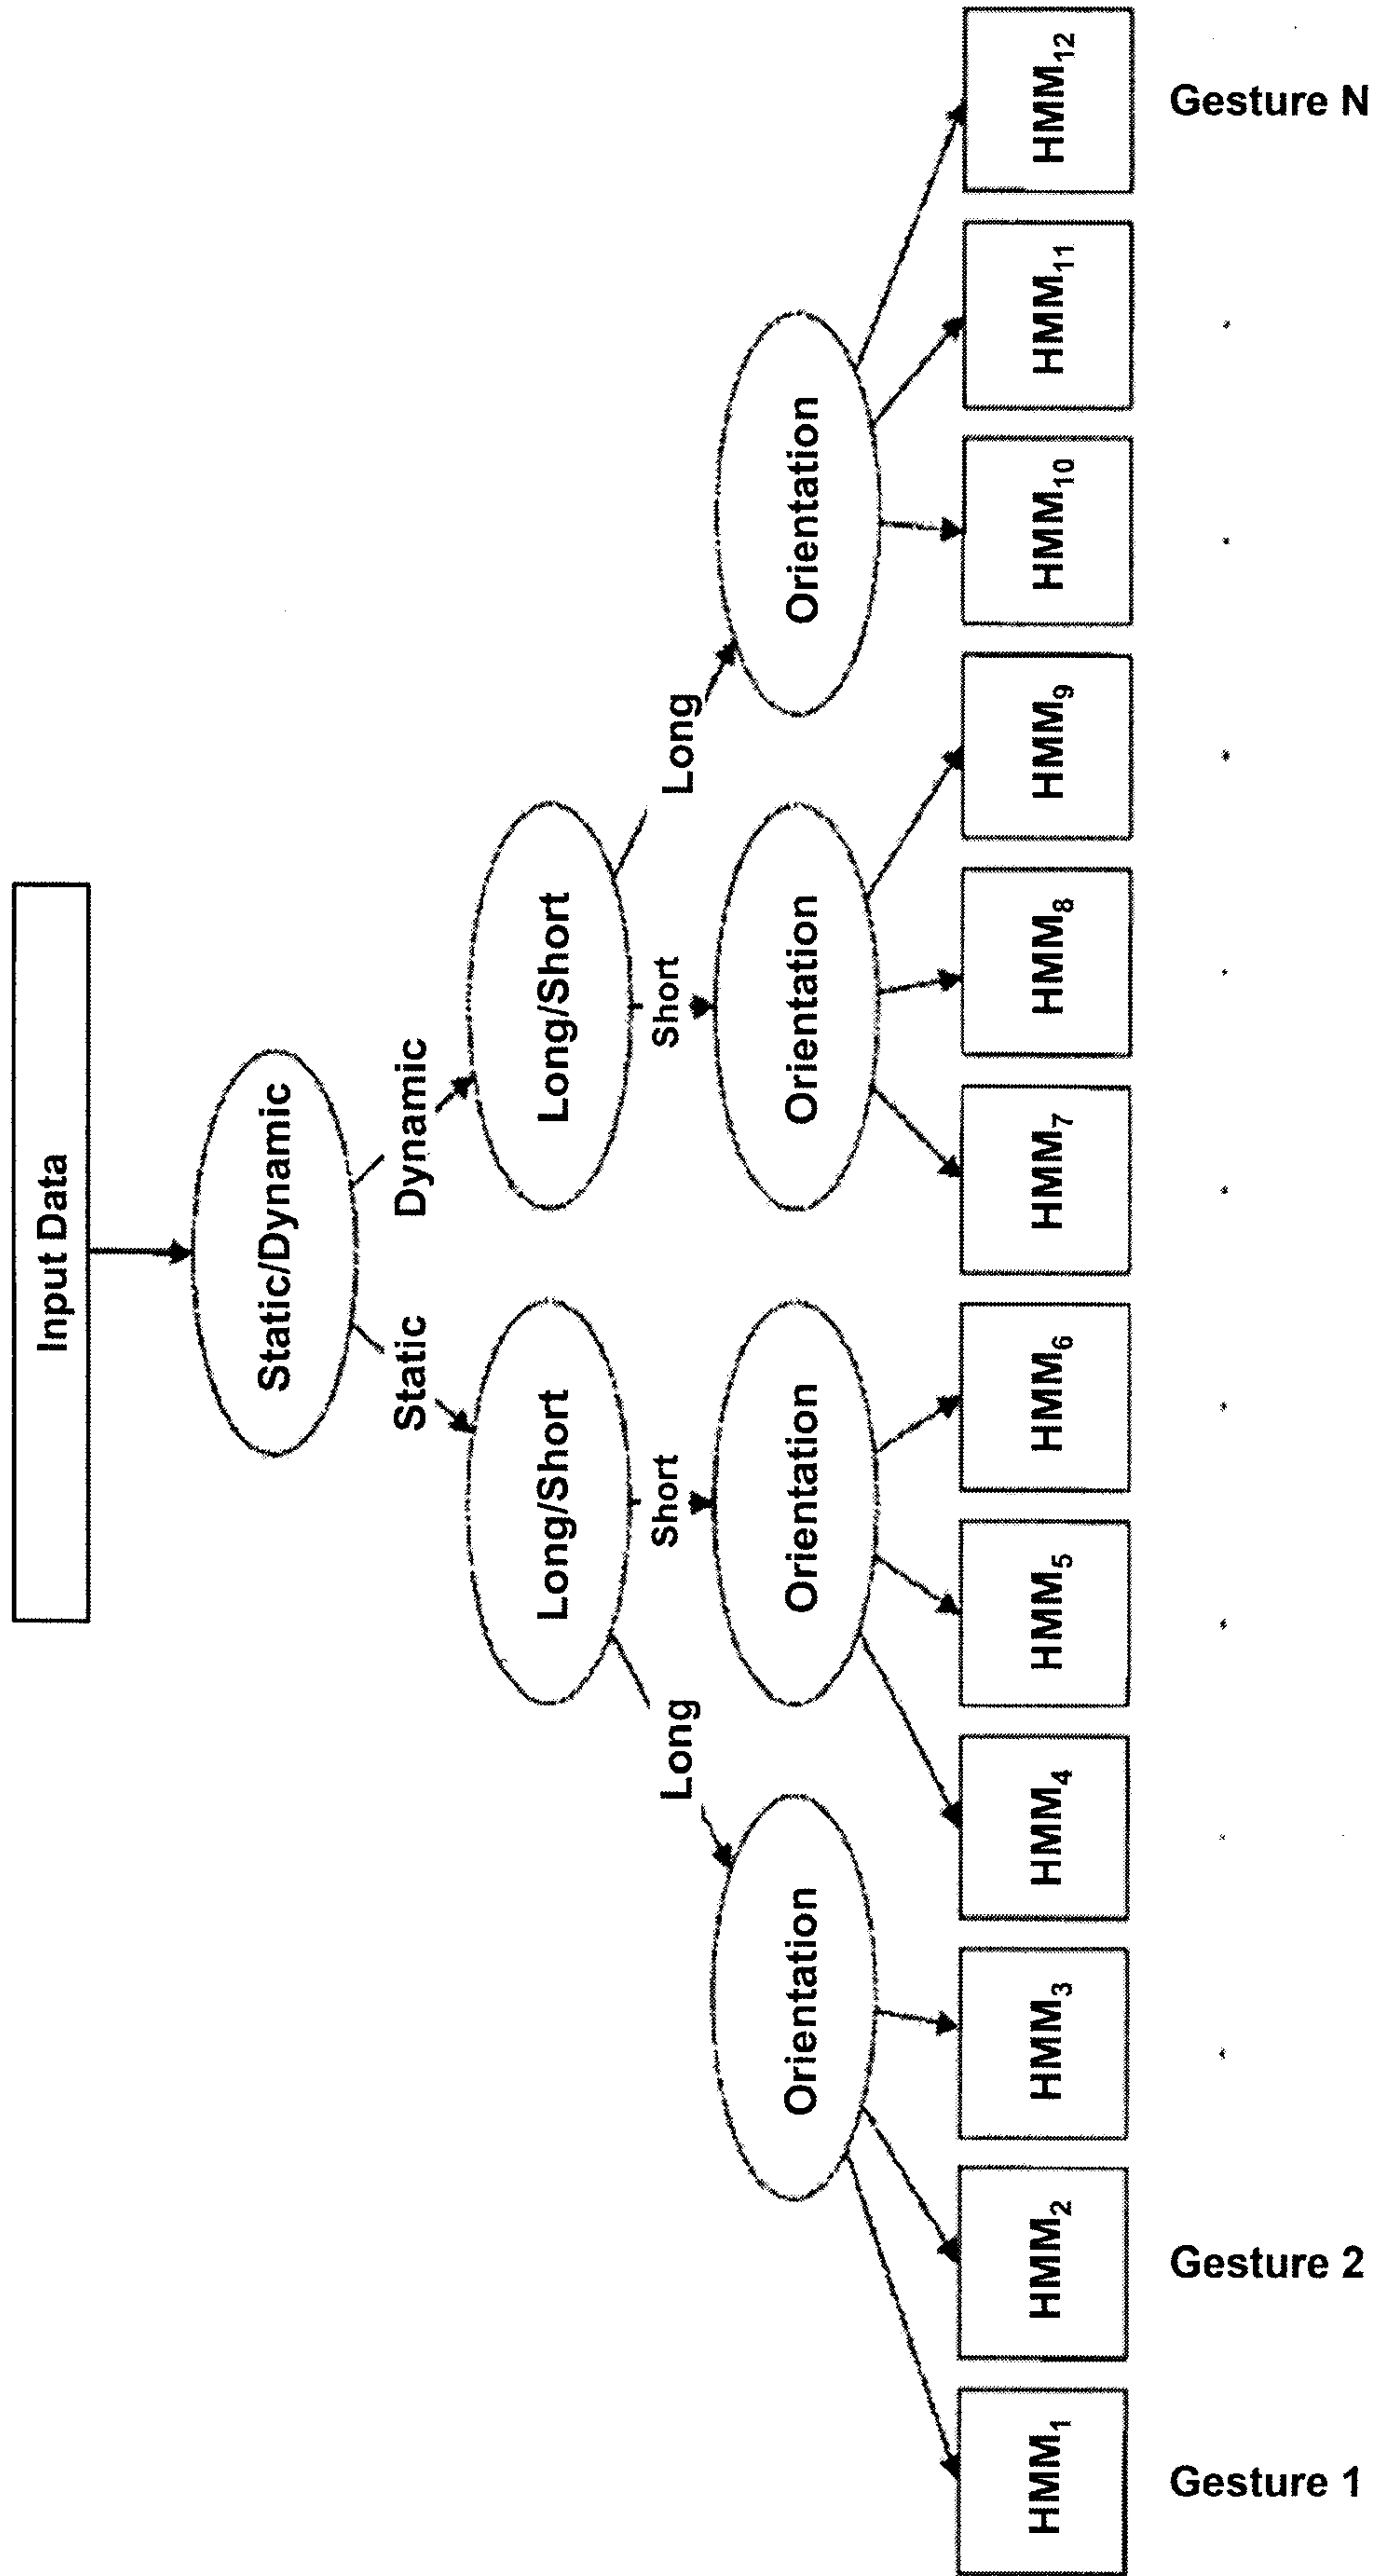 Input Data
Static/Dynamic
Static
Dynamic
Long/Short
Long/Short
Long
Short
Short
Long
Orientation
Orientation
Orientation
Orientation
HMM₁
HMM₂
HMM₃
HMM₄
HMM₅
HMM₆
HMM₇
HMM₈
HMM₉
HMM₁₀
HMM₁₁
HMM₁₂
Gesture 1
Gesture 2
Gesture N